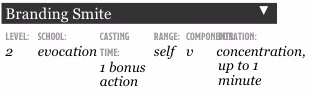 Branding Smite ▼
LEVEL: SCHOOL: CASTING TIME: RANGE: COMPONENTS: DURATION:
2 evocation 1 bonus action self v concentration, up to 1 minute